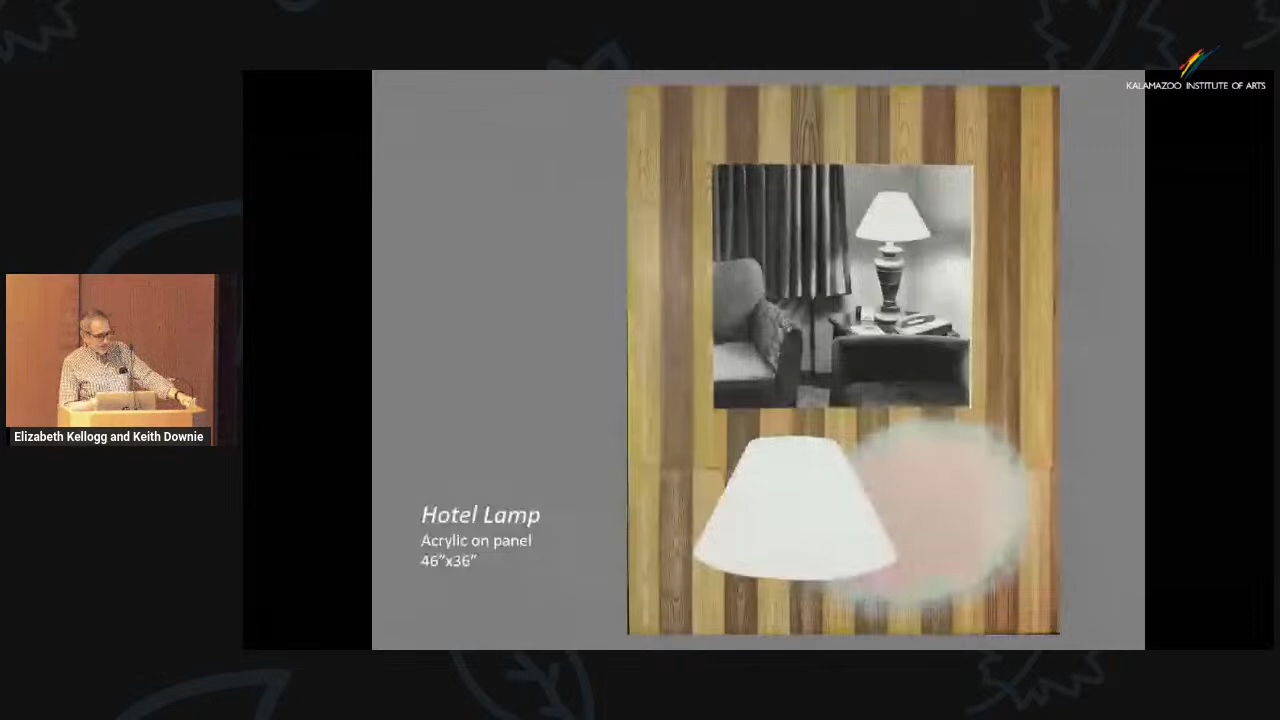 KALAMAZOO INSTITUTE OF ARTS
Elizabeth Kellogg and Keith Downie
Hotel Lamp
Acrylic on panel
46”x36”